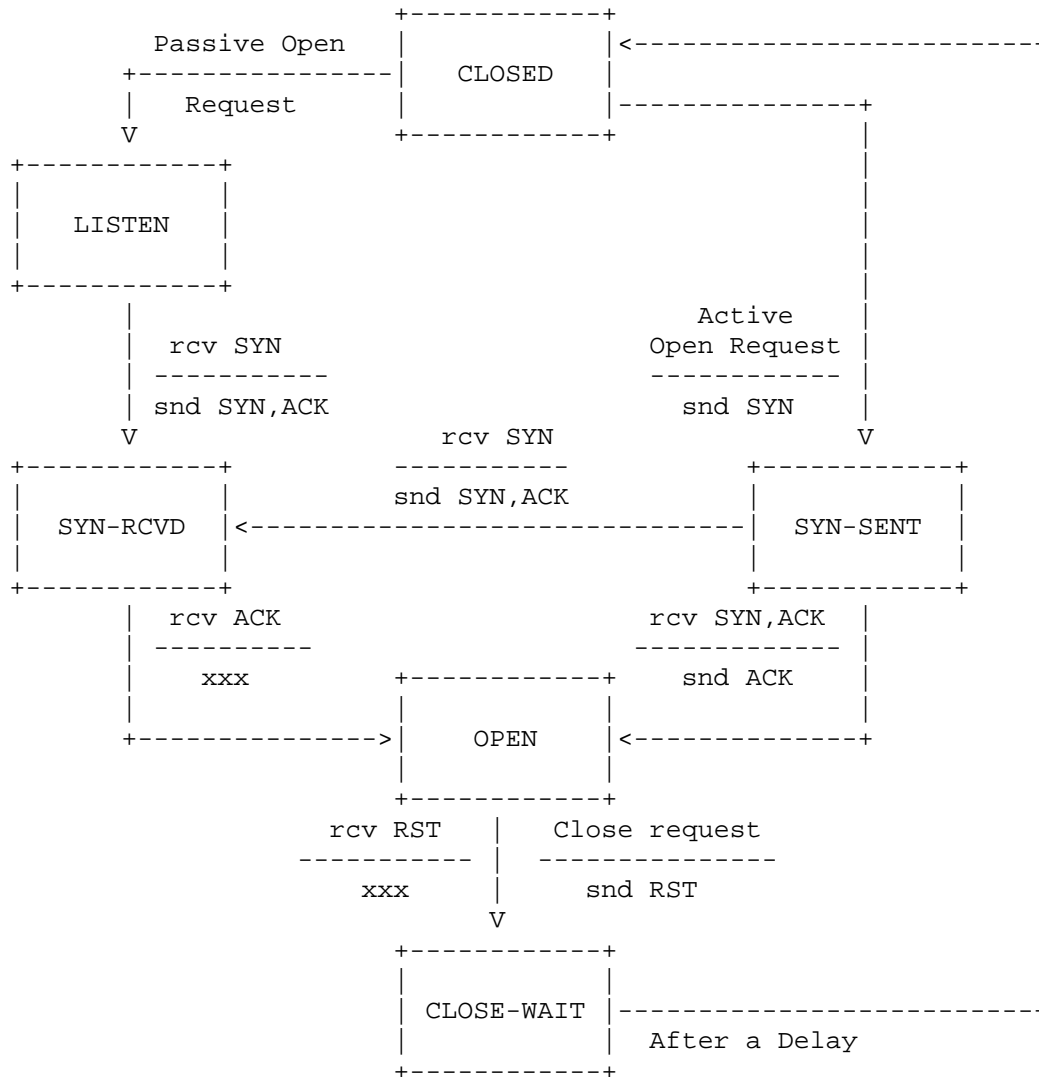 Passive Open
CLOSED
Request
LISTEN
Active
rcv SYN
Open Request
snd SYN,ACK
snd SYN
rcv SYN
snd SYN,ACK
SYN-RCVD
SYN-SENT
rcv ACK
rcv SYN,ACK
xxx
snd ACK
OPEN
rcv RST
Close request
xxx
snd RST
CLOSE-WAIT
After a Delay